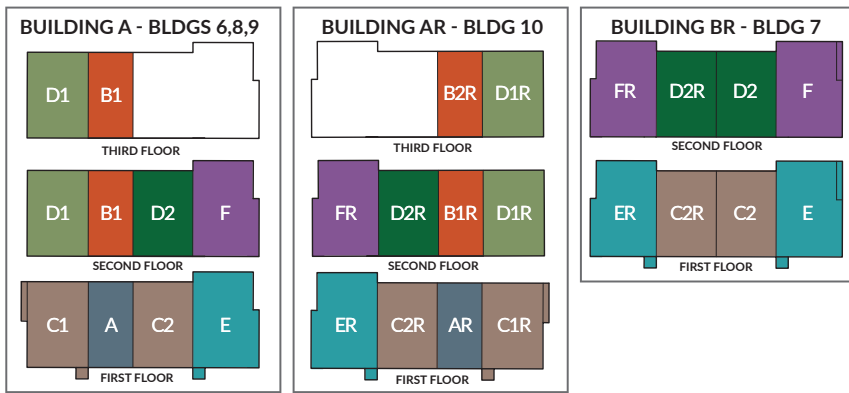 BUILDING A - BLDGS 6,8,9
D1 B1
THIRD FLOOR
D1 B1 D2 F
SECOND FLOOR
C1 A C2 E
FIRST FLOOR
BUILDING AR - BLDG 10
B2R D1R
THIRD FLOOR
FR D2R B1R D1R
SECOND FLOOR
ER C2R AR C1R
FIRST FLOOR
BUILDING BR - BLDG 7
FR D2R D2 F
SECOND FLOOR
ER C2R C2 E
FIRST FLOOR